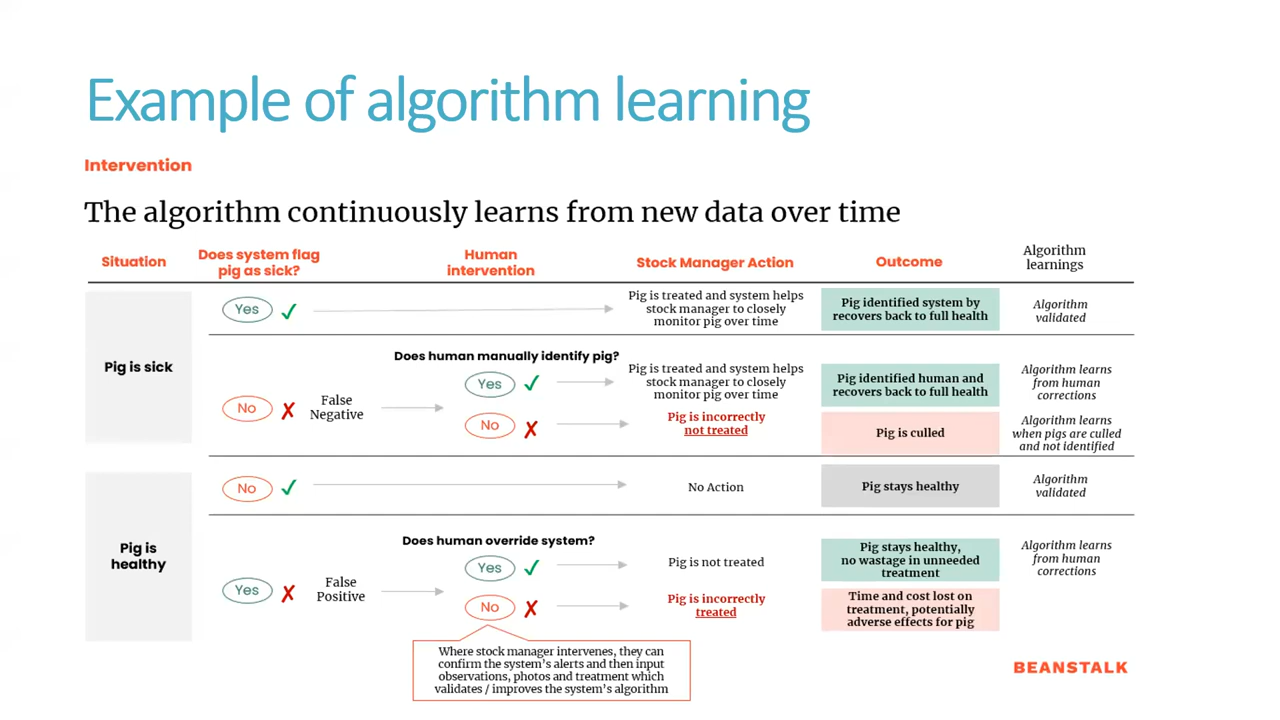 Example of algorithm learning
Intervention
The algorithm continuously learns from new data over time
Situation
Does system flag
pig as sick?
Human
intervention
Stock Manager Action
Outcome
Algorithm
learnings
Pig is sick
Yes
Pig is treated and system helps
stock manager to closely
monitor pig over time
Pig identified system by
recovers back to full health
Algorithm
validated
No
False
Negative
Does human manually identify pig?
Yes
Pig is treated and system helps
stock manager to closely
monitor pig over time
Pig identified human and
recovers back to full health
Algorithm learns
from human
corrections
No
Pig is incorrectly
not treated
Pig is culled
Algorithm learns
when pigs are culled
and not identified
Pig is
healthy
No
No Action
Pig stays healthy
Algorithm
validated
Yes
False
Positive
Does human override system?
Yes
Pig is not treated
Pig stays healthy,
no wastage in unneeded
treatment
Algorithm learns
from human
corrections
No
Pig is incorrectly
treated
Time and cost lost on
treatment, potentially
adverse effects for pig
Where stock manager intervenes, they can
confirm the system's alerts and then input
observations, photos and treatment which
validates / improves the system's algorithm
BEANSTALK